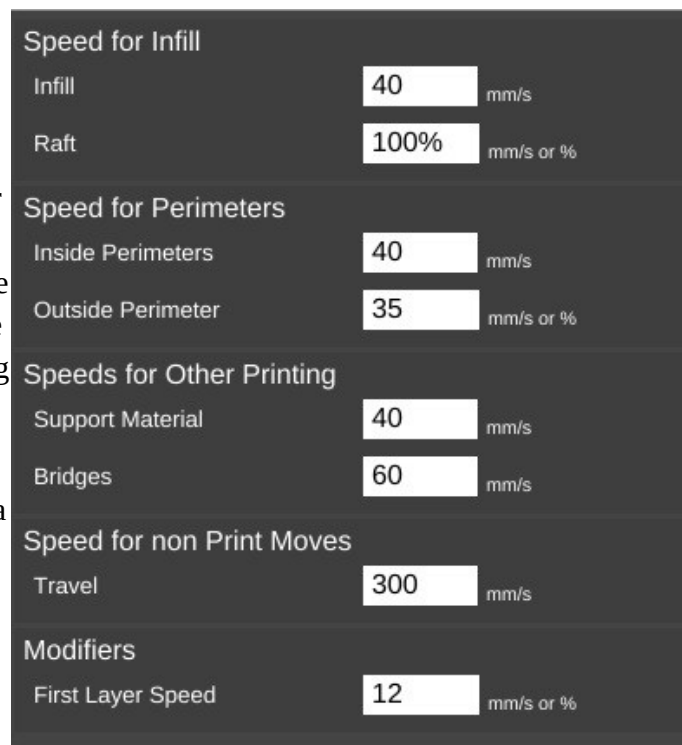 Speed for Infill
Infill 40 mm/s
Raft 100% mm/s or %
Speed for Perimeters
Inside Perimeters 40 mm/s
Outside Perimeter 35 mm/s or %
Speeds for Other Printing
Support Material 40 mm/s
Bridges 60 mm/s
Speed for non Print Moves
Travel 300 mm/s
Modifiers
First Layer Speed 12 mm/s or %